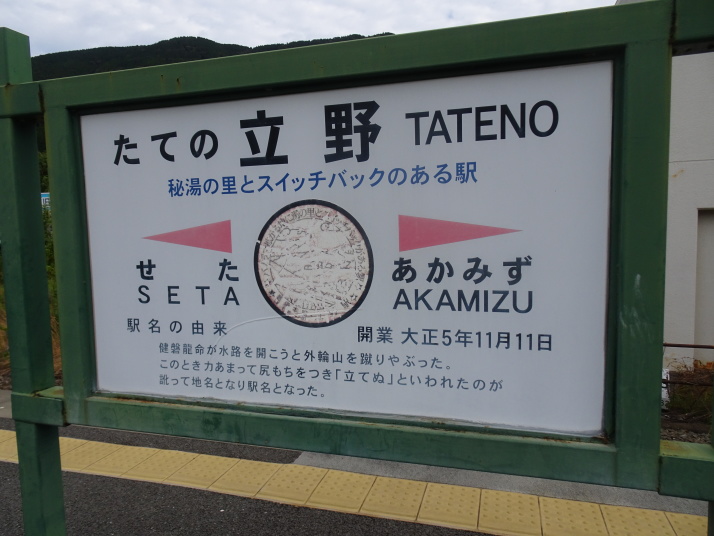 たての 立野 TATENO
秘湯の里とスイッチバックのある駅
せた あかみず
SETA AKAMIZU
駅名の由来 開業 大正5年11月11日
健磐龍命が水路を開こうと外輪山を蹴りやぶった。
このとき力あまって尻もちをつき「立てぬ」といわれたのが
訛って地名となり駅名となった。